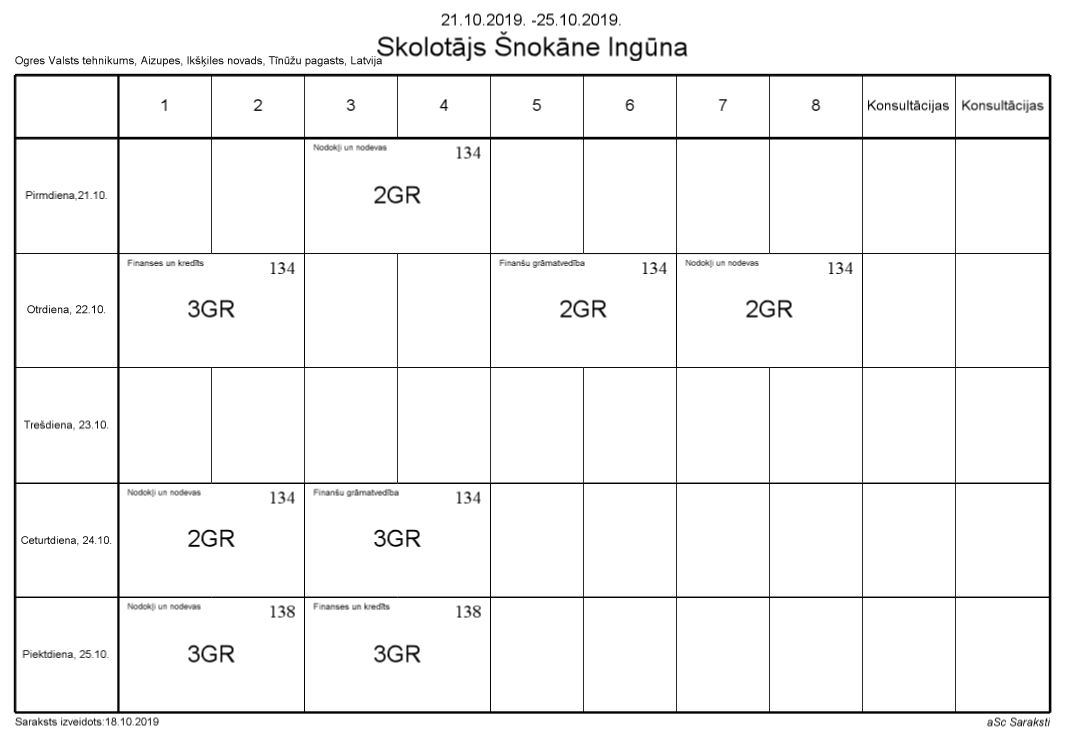 21.10.2019. -25.10.2019.
Skolotājs Šnokāne Ingūna
Ogres Valsts tehnikums, Aizupes, Ikšķiles novads, Tīnūžu pagasts, Latvija
1 2 3 4 5 6 7 8 Konsultācijas Konsultācijas
Pirmdiena,21.10.
Nodokļi un nodevas 134
2GR
Otrdiena, 22.10.
Finanses un kredīts 134
3GR
Finanšu grāmatvedība 134
2GR
Nodokļi un nodevas 134
2GR
Trešdiena, 23.10.
Ceturtdiena, 24.10.
Nodokļi un nodevas 134
2GR
Finanšu grāmatvedība 134
3GR
Piektdiena, 25.10.
Nodokļi un nodevas 138
3GR
Finanses un kredīts 138
3GR
Saraksts izveidots:18.10.2019
aSc Saraksti